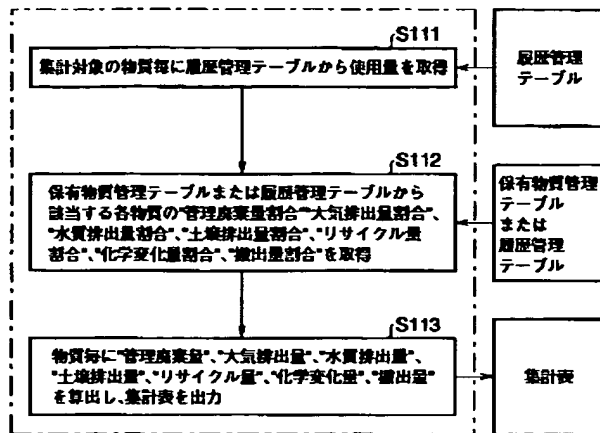 S111
集計対象の物質毎に履歴管理テーブルから使用量を取得
履歴管理
テーブル
S112
保有物質管理テーブルまたは履歴管理テーブルから
該当する各物質の"管理廃棄量割合""大気排出量割合"、
"水質排出量割合"、"土壌排出量割合"、"リサイクル量
割合"、"化学変化量割合"、"搬出量割合"を取得
保有物質管理
テーブル
または
履歴管理
テーブル
S113
物質毎に"管理廃棄量"、"大気排出量"、"水質排出量"、
"土壌排出量"、"リサイクル量"、"化学変化量"、"搬出量"
を算出し、集計表を出力
集計表